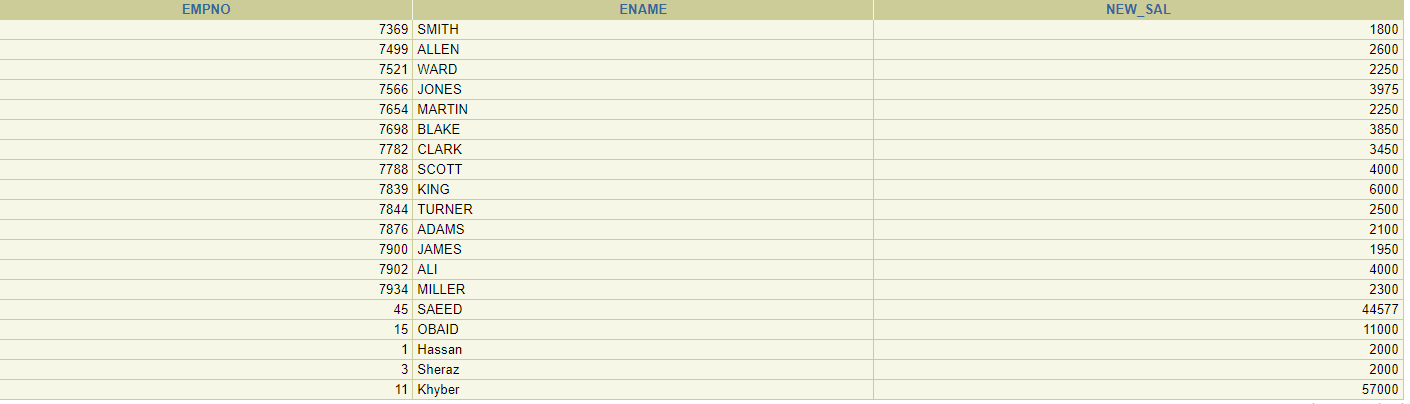 EMPNO ENAME NEW_SAL
7369 SMITH 1800
7499 ALLEN 2600
7521 WARD 2250
7566 JONES 3975
7654 MARTIN 2250
7698 BLAKE 3850
7782 CLARK 3450
7788 SCOTT 4000
7839 KING 6000
7844 TURNER 2500
7876 ADAMS 2100
7900 JAMES 1950
7902 ALI 4000
7934 MILLER 2300
45 SAEED 44577
15 OBAID 11000
1 Hassan 2000
3 Sheraz 2000
11 Khyber 57000